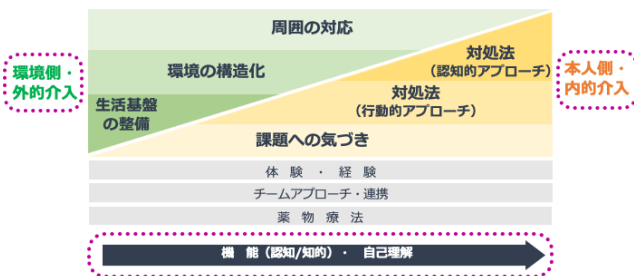 周囲の対応
環境の構造化
生活基盤
の整備
環境側・
外的介入
対処法
（認知的アプローチ）
対処法
（行動的アプローチ）
課題への気づき
本人側・
内的介入
体　験　・　経　験
チームアプローチ・連携
薬　物　療　法
機　能（認知/知的）・　自己理解